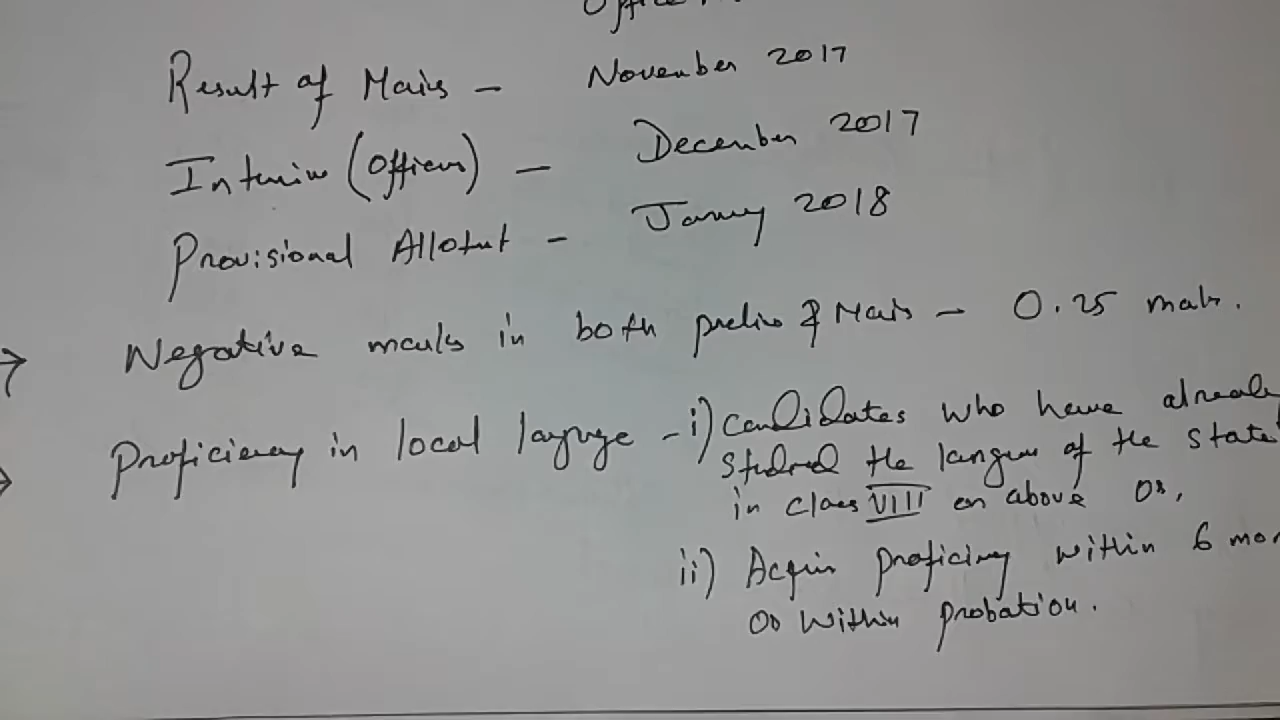 Office
Result of Mains - November 2017
Interview (Officers) - December 2017
Provisional Allotment - January 2018
→ Negative marks in both prelims & Mains - 0.25 marks.
→ Proficiency in local language - i) Candidates who have already
studied the language of the state
in class VIII or above or,
ii) Acquire proficiency within 6 mon
or within probation.